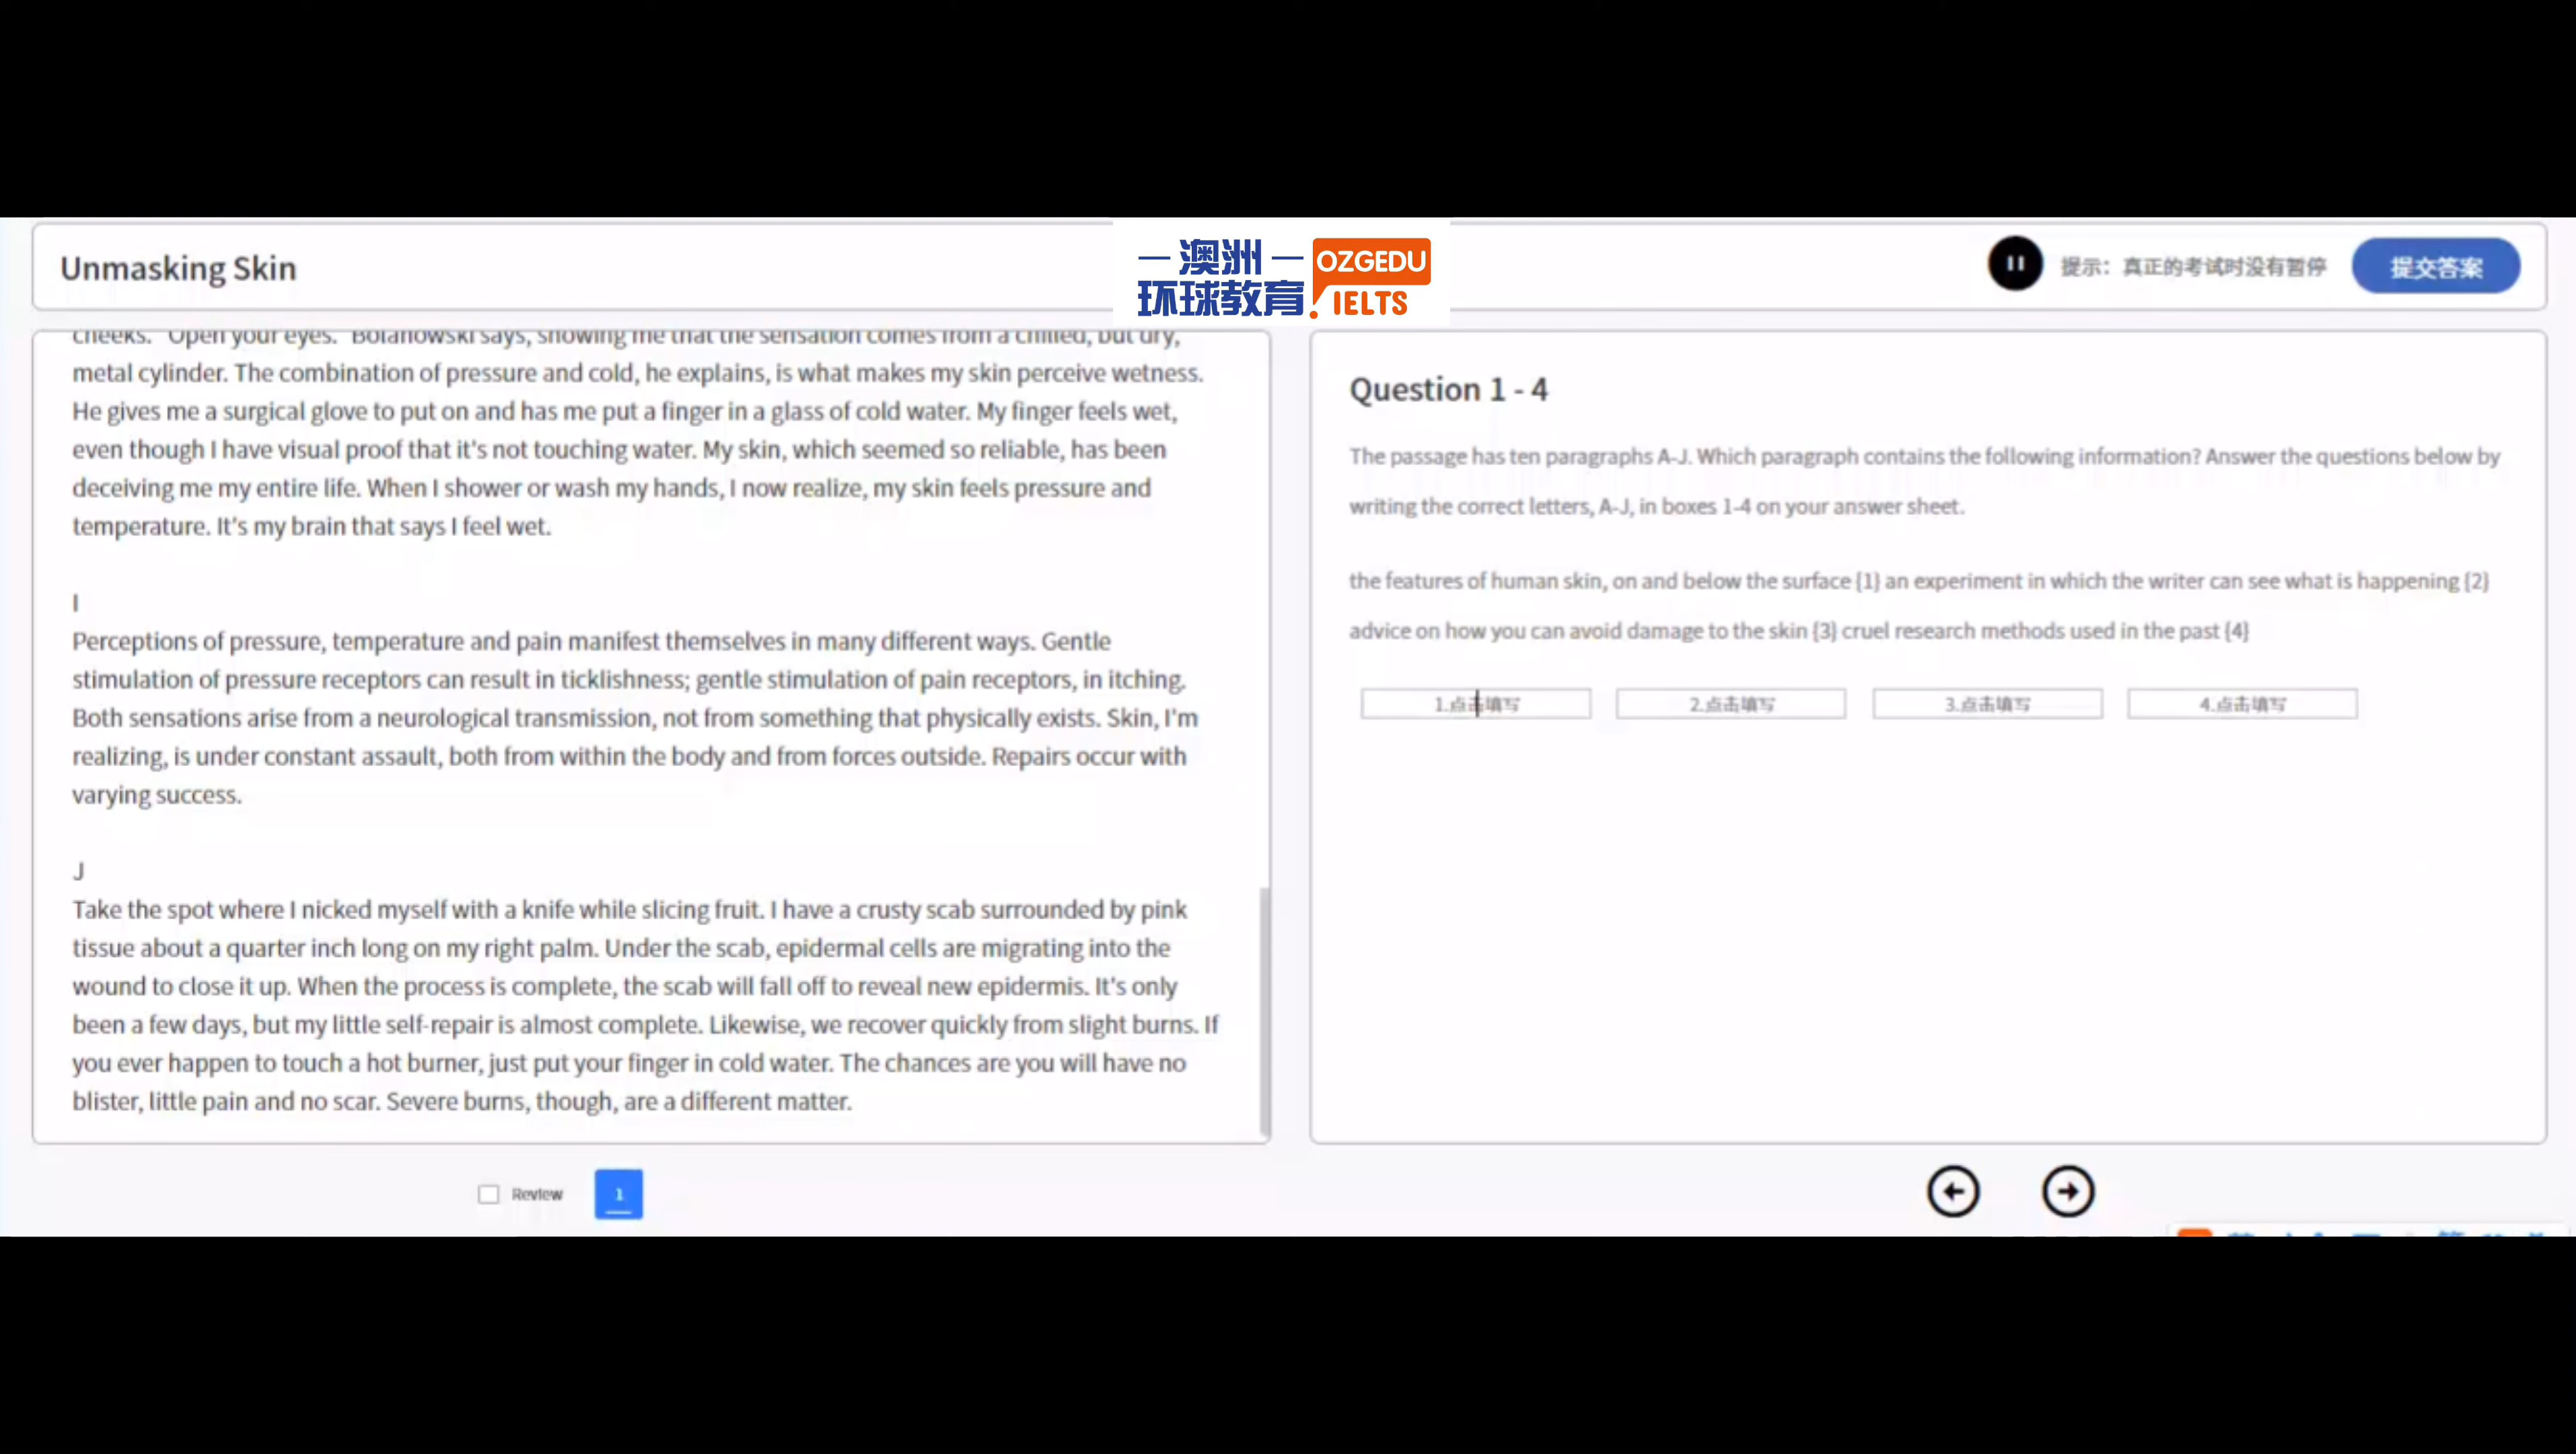 Unmasking Skin
一 澳洲 一
环球教育
OZGEDU
IELTS
提示：真正的考试时没有暂停
提交答案
cheeks. "Open your eyes." Bolanowski says, showing me that the sensation comes from a chilled, but dry,
metal cylinder. The combination of pressure and cold, he explains, is what makes my skin perceive wetness.
He gives me a surgical glove to put on and has me put a finger in a glass of cold water. My finger feels wet,
even though I have visual proof that it's not touching water. My skin, which seemed so reliable, has been
deceiving me my entire life. When I shower or wash my hands, I now realize, my skin feels pressure and
temperature. It's my brain that says I feel wet.
I
Perceptions of pressure, temperature and pain manifest themselves in many different ways. Gentle
stimulation of pressure receptors can result in ticklishness; gentle stimulation of pain receptors, in itching.
Both sensations arise from a neurological transmission, not from something that physically exists. Skin, I'm
realizing, is under constant assault, both from within the body and from forces outside. Repairs occur with
varying success.
J
Take the spot where I nicked myself with a knife while slicing fruit. I have a crusty scab surrounded by pink
tissue about a quarter inch long on my right palm. Under the scab, epidermal cells are migrating into the
wound to close it up. When the process is complete, the scab will fall off to reveal new epidermis. It's only
been a few days, but my little self-repair is almost complete. Likewise, we recover quickly from slight burns. If
you ever happen to touch a hot burner, just put your finger in cold water. The chances are you will have no
blister, little pain and no scar. Severe burns, though, are a different matter.
Question 1 - 4
The passage has ten paragraphs A-J. Which paragraph contains the following information? Answer the questions below by
writing the correct letters, A-J, in boxes 1-4 on your answer sheet.
the features of human skin, on and below the surface {1} an experiment in which the writer can see what is happening {2}
advice on how you can avoid damage to the skin {3} cruel research methods used in the past {4}
1.点击填写
2.点击填写
3.点击填写
4.点击填写
Review
1